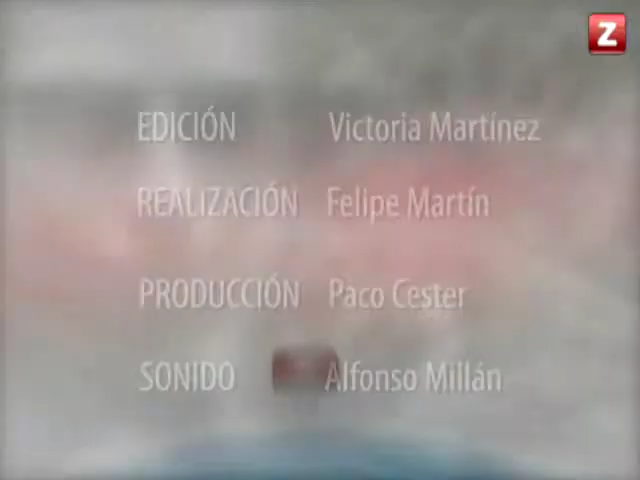 Z
EDICIÓN Victoria Martínez
REALIZACIÓN Felipe Martín
PRODUCCIÓN Paco Cester
SONIDO Alfonso Millán